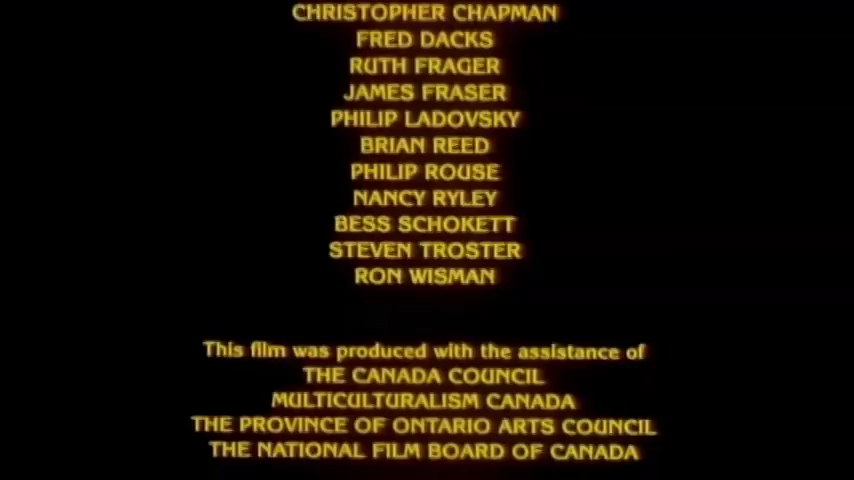 CHRISTOPHER CHAPMAN
FRED DACKS
RUTH FRAGER
JAMES FRASER
PHILIP LADOVSKY
BRIAN REED
PHILIP ROUSE
NANCY RYLEY
BESS SCHOKETT
STEVEN TROSTER
RON WISMAN
This film was produced with the assistance of
THE CANADA COUNCIL
MULTICULTURALISM CANADA
THE PROVINCE OF ONTARIO ARTS COUNCIL
THE NATIONAL FILM BOARD OF CANADA